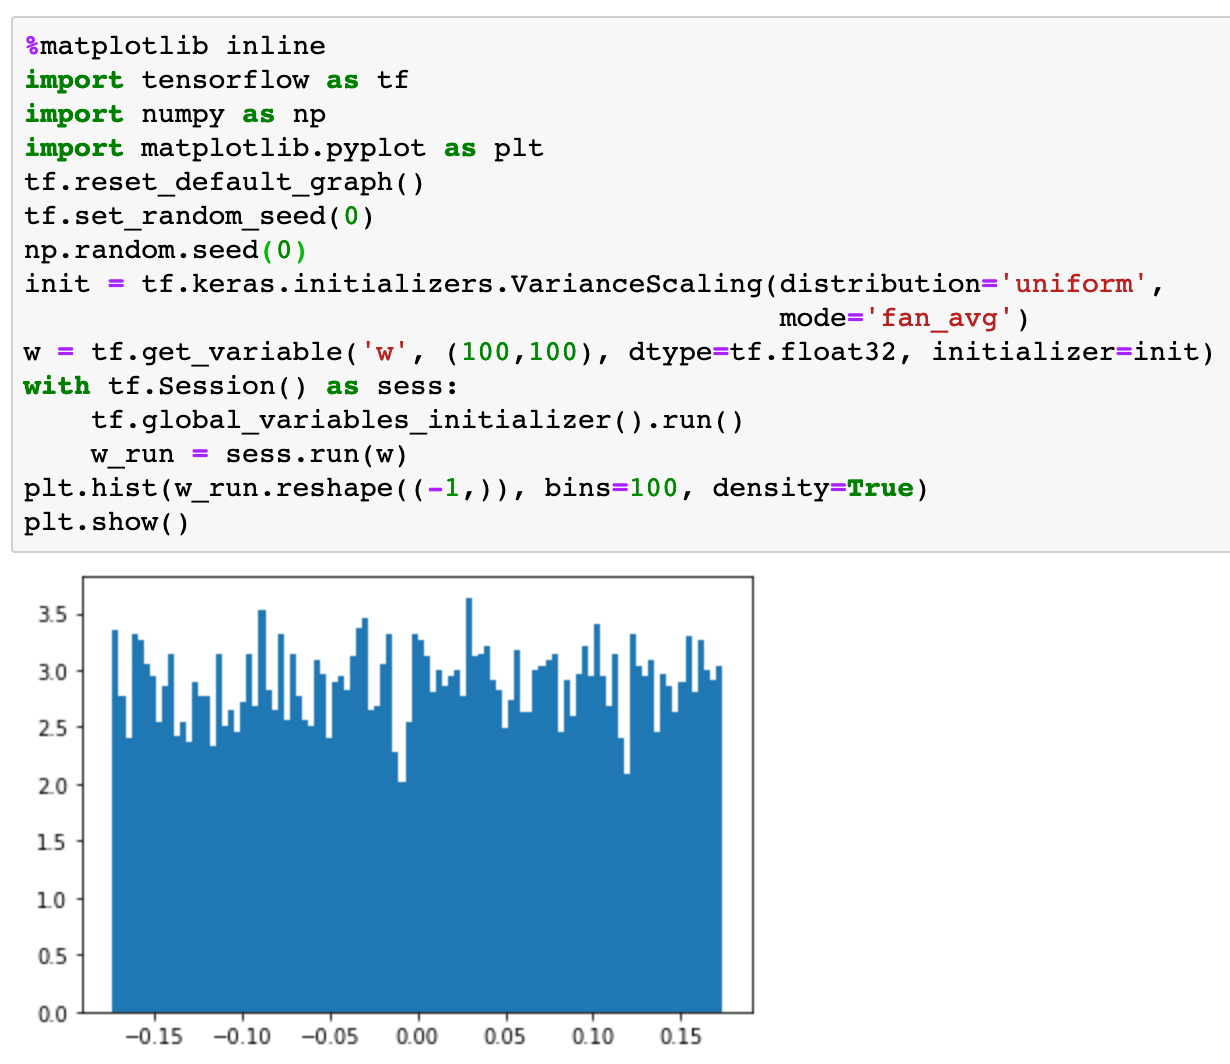 %matplotlib inline
import tensorflow as tf
import numpy as np
import matplotlib.pyplot as plt
tf.reset_default_graph()
tf.set_random_seed(0)
np.random.seed(0)
init = tf.keras.initializers.VarianceScaling(distribution='uniform',
                                             mode='fan_avg')
w = tf.get_variable('w', (100,100), dtype=tf.float32, initializer=init)
with tf.Session() as sess:
    tf.global_variables_initializer().run()
    w_run = sess.run(w)
plt.hist(w_run.reshape((-1,)), bins=100, density=True)
plt.show()
3.5
3.0
2.5
2.0
1.5
1.0
0.5
0.0
−0.15 −0.10 −0.05 0.00 0.05 0.10 0.15